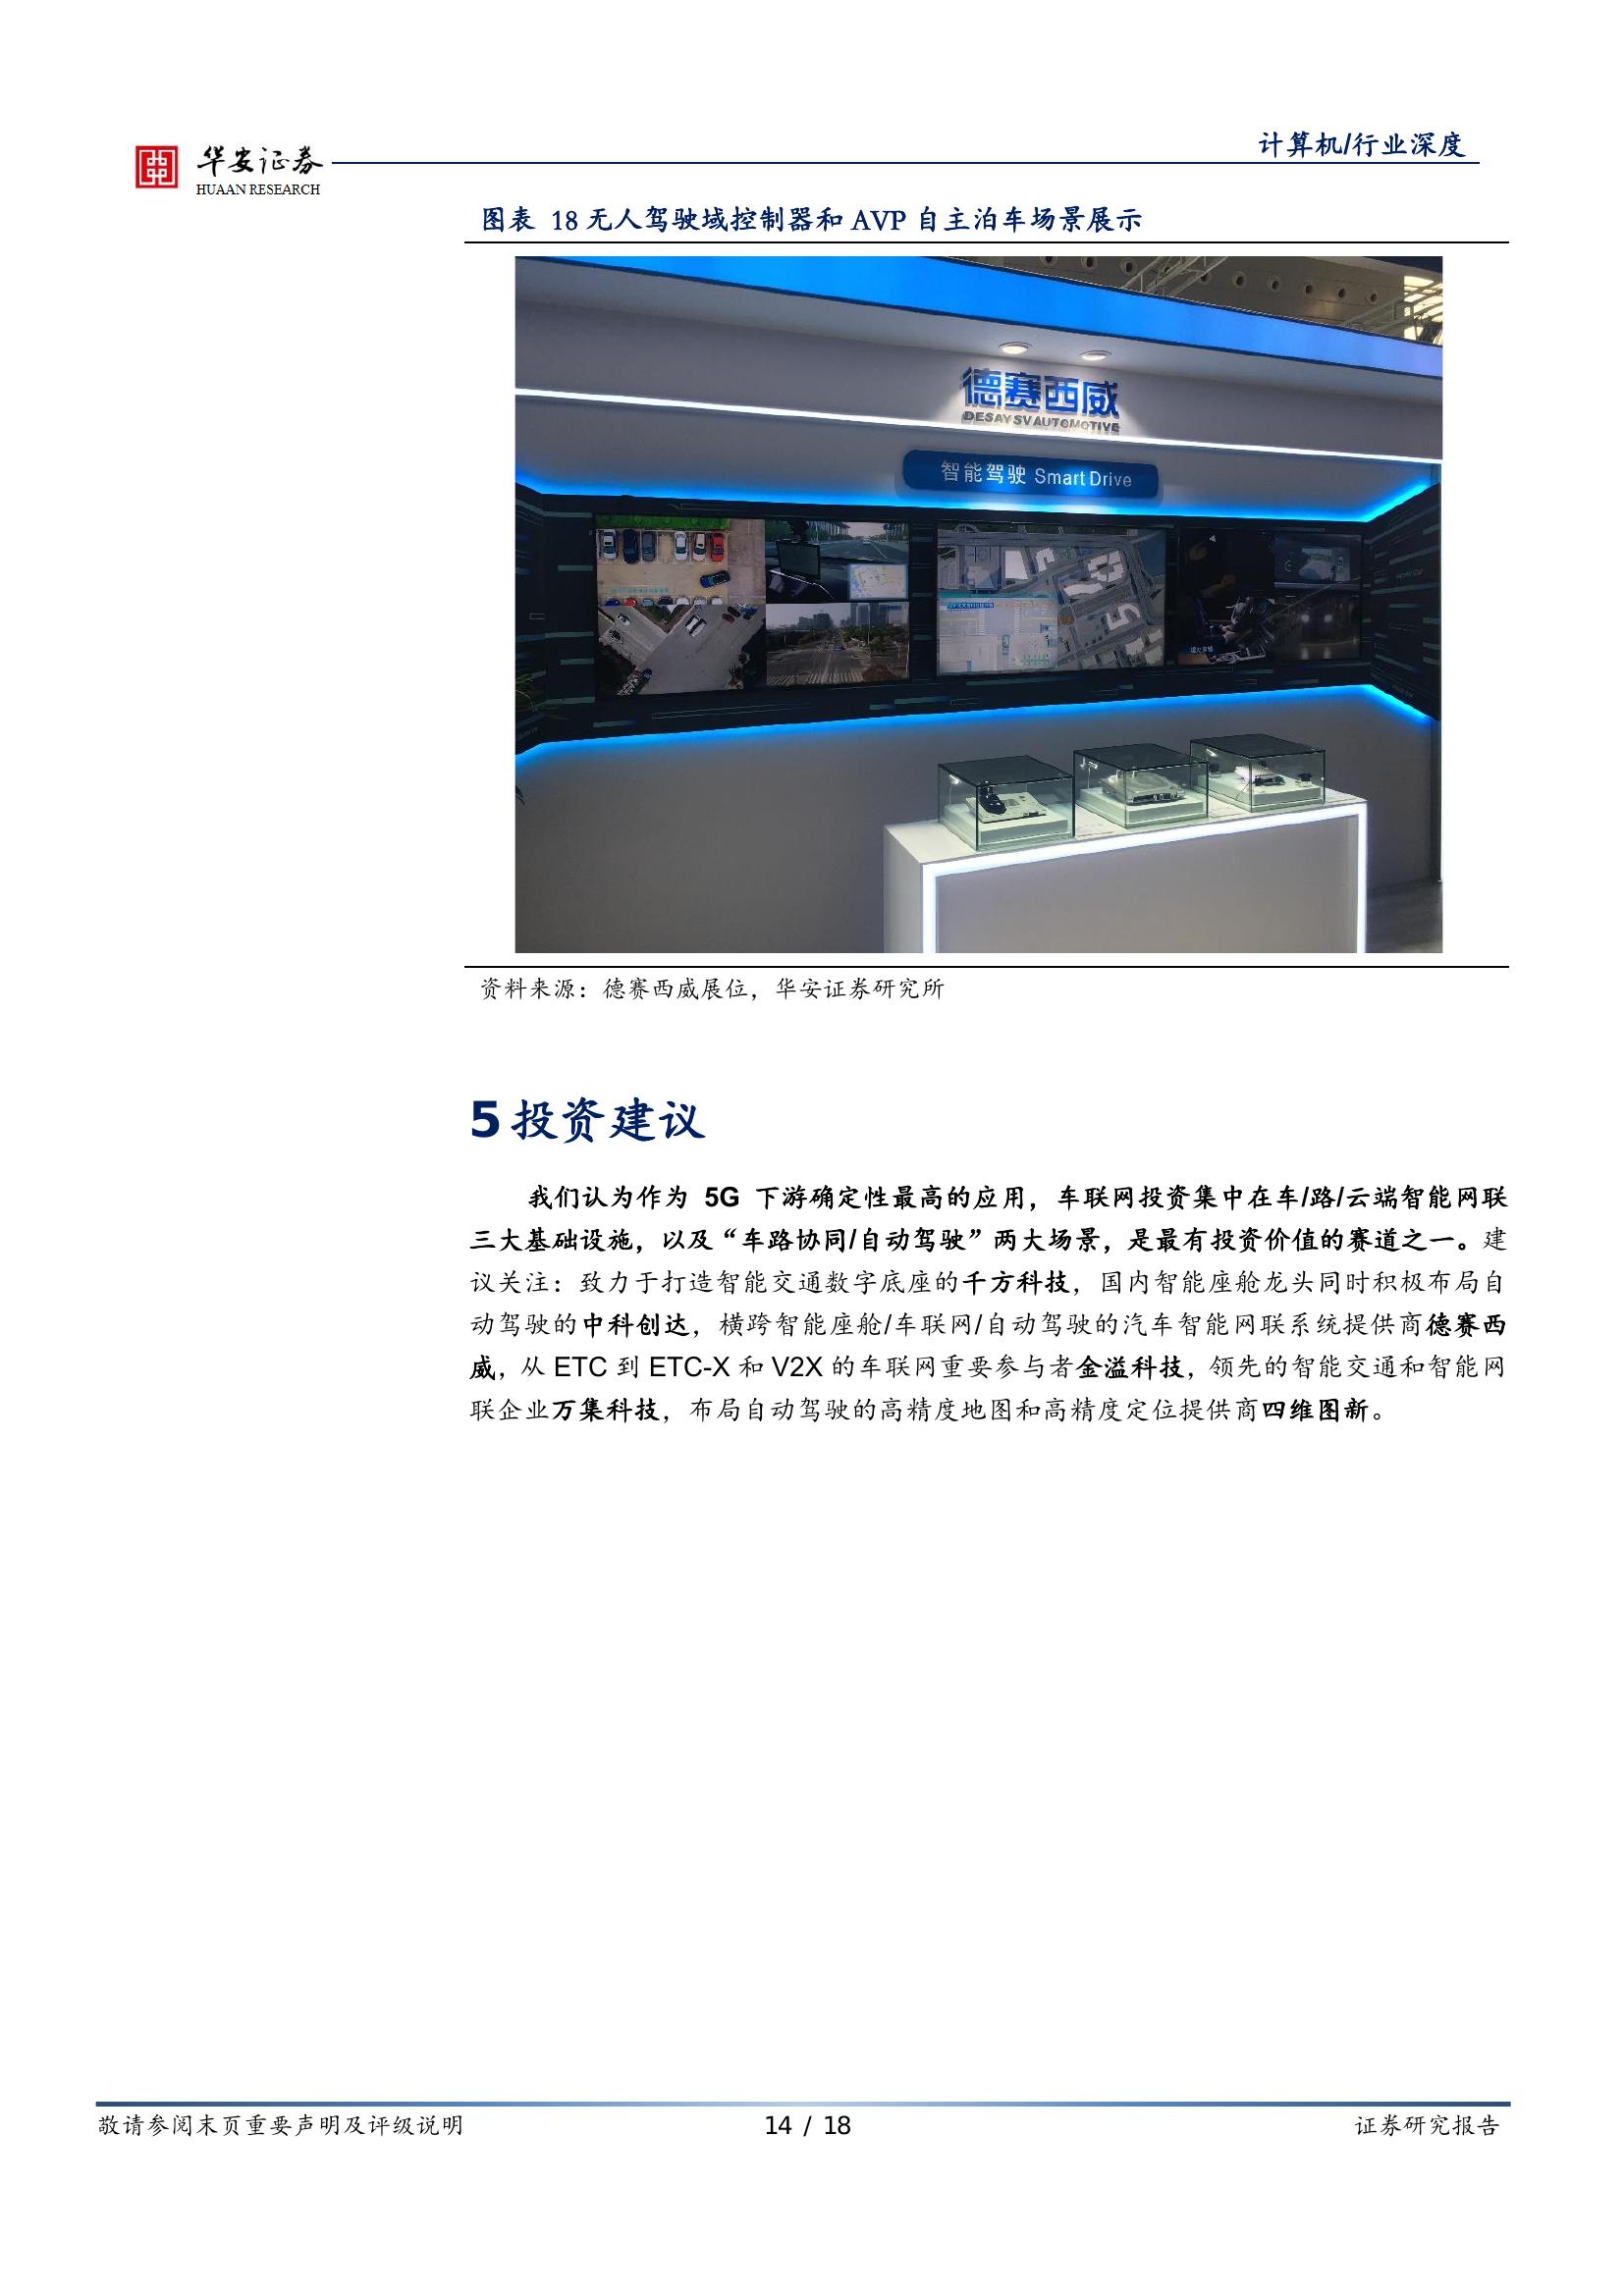 华安证券
HUAAN RESEARCH
计算机/行业深度
图表 18 无人驾驶域控制器和 AVP 自主泊车场景展示
德赛西威
DESAY SV AUTOMOTIVE
智能驾驶 Smart Drive
资料来源：德赛西威展位，华安证券研究所
5 投资建议
我们认为作为 5G 下游确定性最高的应用，车联网投资集中在车/路/云端智能网联
三大基础设施，以及“车路协同/自动驾驶”两大场景，是最有投资价值的赛道之一。建
议关注：致力于打造智能交通数字底座的千方科技，国内智能座舱龙头同时积极布局自
动驾驶的中科创达，横跨智能座舱/车联网/自动驾驶的汽车智能网联系统提供商德赛西
威，从 ETC 到 ETC-X 和 V2X 的车联网重要参与者金溢科技，领先的智能交通和智能网
联企业万集科技，布局自动驾驶的高精度地图和高精度定位提供商四维图新。
敬请参阅末页重要声明及评级说明
14 / 18
证券研究报告